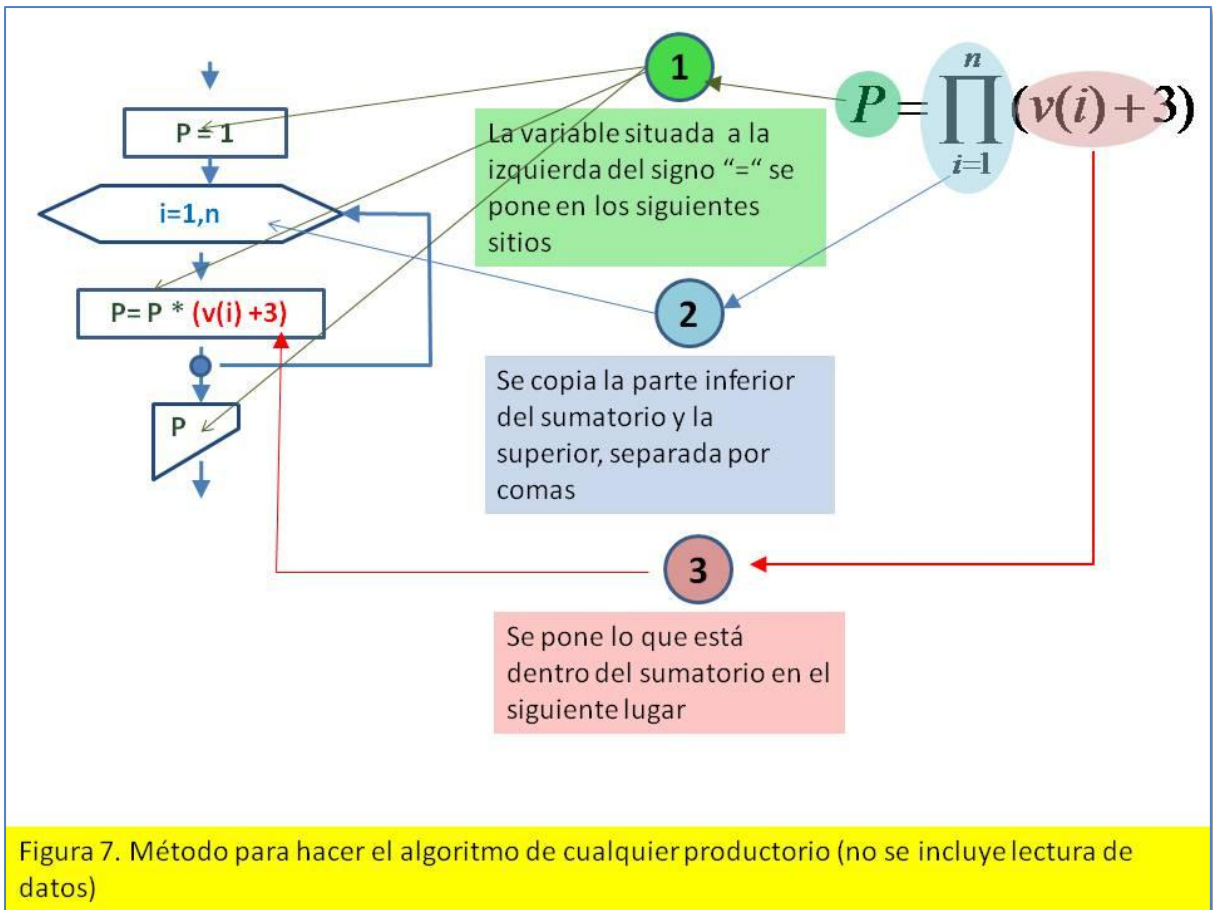 P = 1
i=1,n
P= P * (v(i) +3)
P
1
La variable situada a la
izquierda del signo “=“ se
pone en los siguientes
sitios
P = ∏ (v(i) + 3)
n
i=1
2
Se copia la parte inferior
del sumatorio y la
superior, separada por
comas
3
Se pone lo que está
dentro del sumatorio en el
siguiente lugar
Figura 7. Método para hacer el algoritmo de cualquier productorio (no se incluye lectura de
datos)